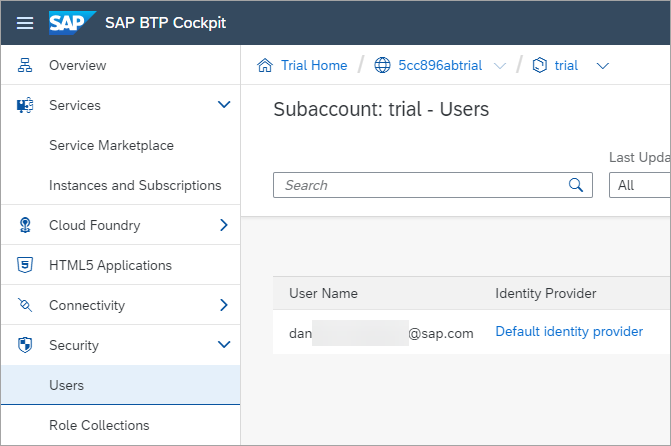 SAP SAP BTP Cockpit
Overview
Trial Home / 5cc896abtrial / trial
Services
Subaccount: trial - Users
Service Marketplace
Last Upda
Instances and Subscriptions
Search
All
Cloud Foundry
HTML5 Applications
User Name Identity Provider
Connectivity
dan @sap.com Default identity provider
Security
Users
Role Collections